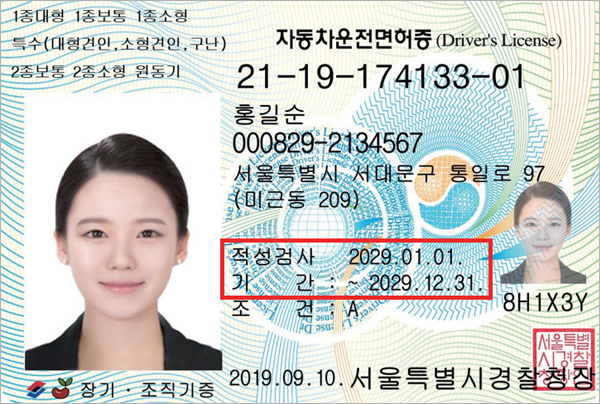 1종대형 1종보통 1종소형
특수(대형견인,소형견인,구난)
2종보통 2종소형 원동기
자동차운전면허증 (Driver's License)
21-19-174133-01
홍길순
000829-2134567
서울특별시 서대문구 통일로 97
(미근동 209)
적성검사 2029.01.01.
기 간 : ~ 2029.12.31.
조 건 : A
8H1X3Y
장기·조직기증
2019.09.10. 서울특별시경찰청장
서울특별
시경찰
청장